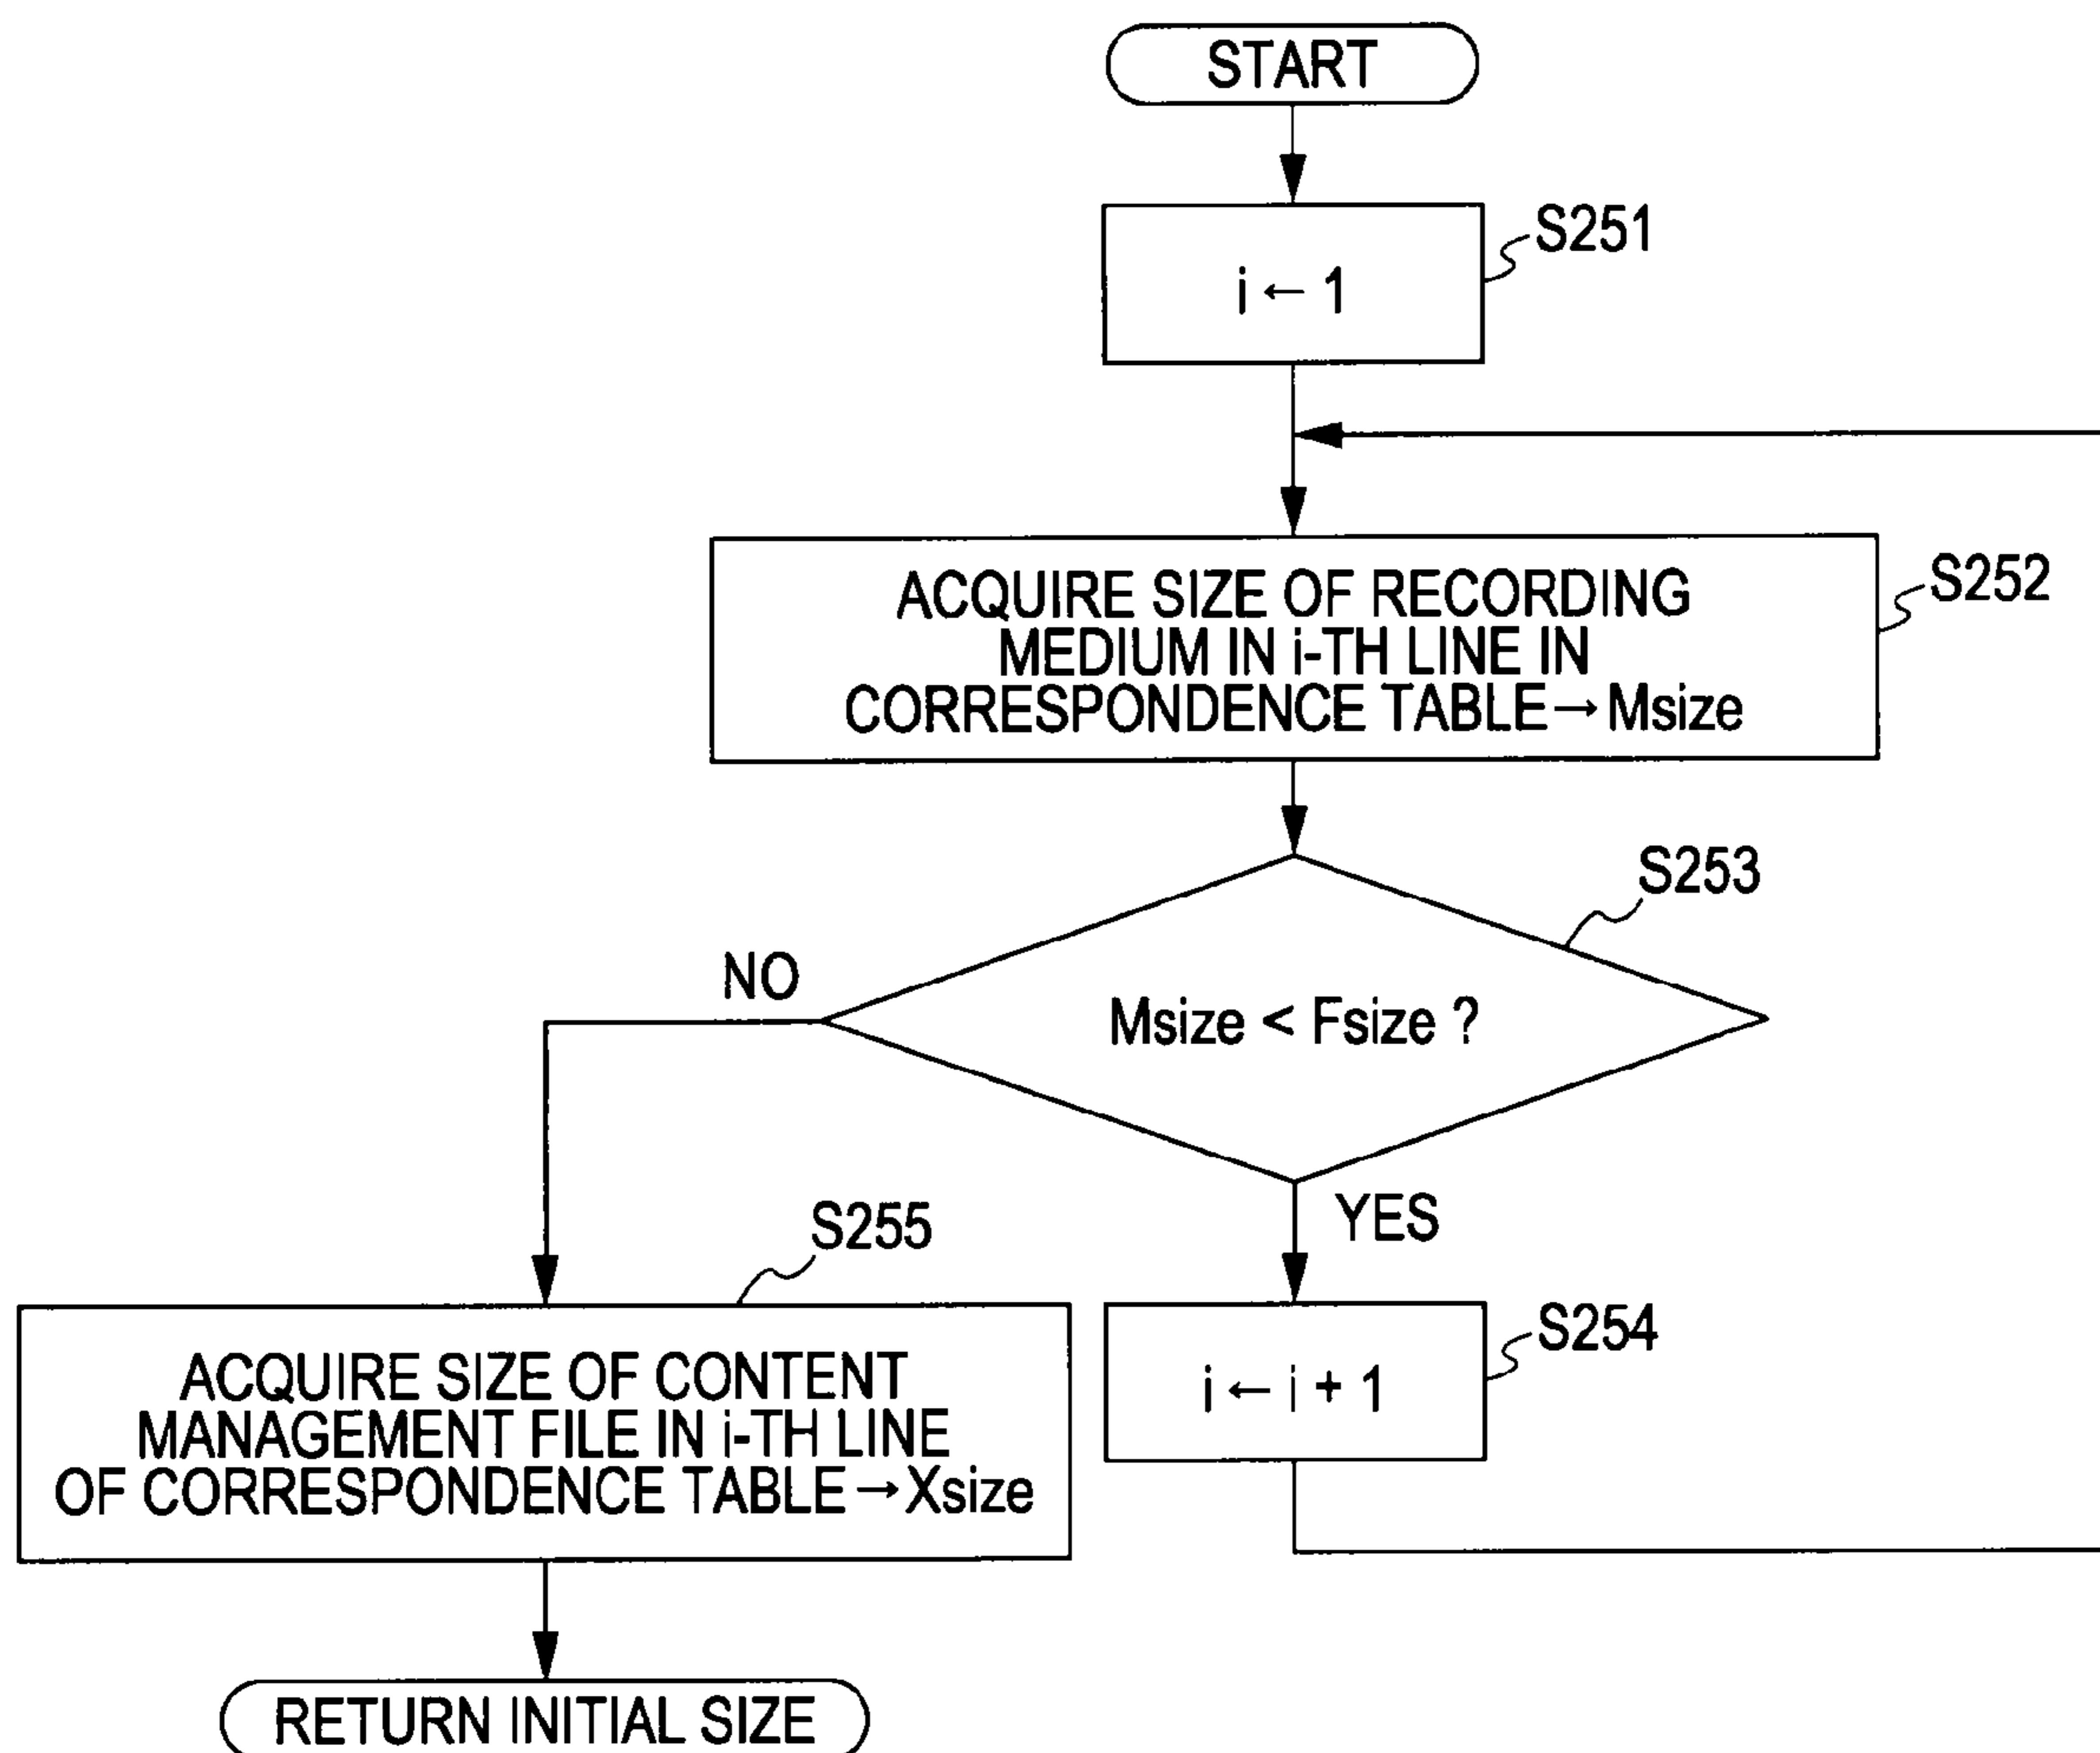 START
S251
i ← 1
S252
ACQUIRE SIZE OF RECORDING
MEDIUM IN i-TH LINE IN
CORRESPONDENCE TABLE → Msize
S253
NO
Msize < Fsize ?
YES
S255
S254
ACQUIRE SIZE OF CONTENT
MANAGEMENT FILE IN i-TH LINE
OF CORRESPONDENCE TABLE → Xsize
i ← i + 1
RETURN INITIAL SIZE